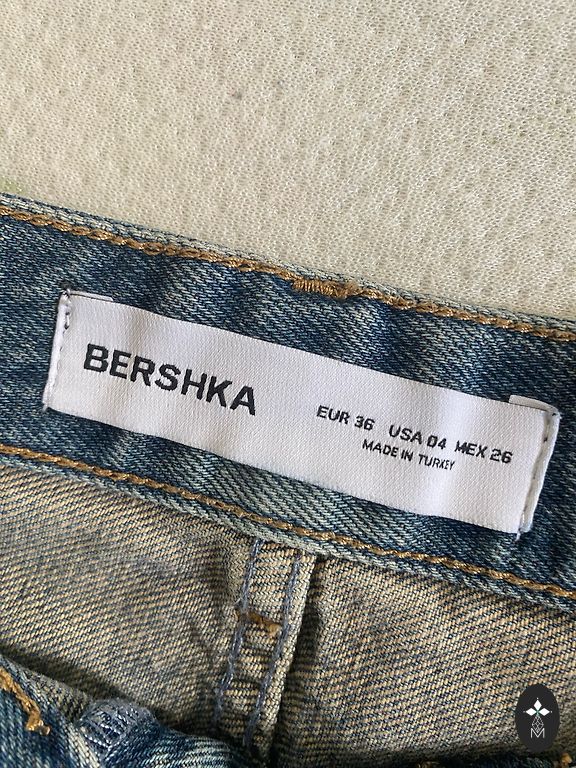 BERSHKA
EUR 36 USA 04 MEX 26
MADE IN TURKEY